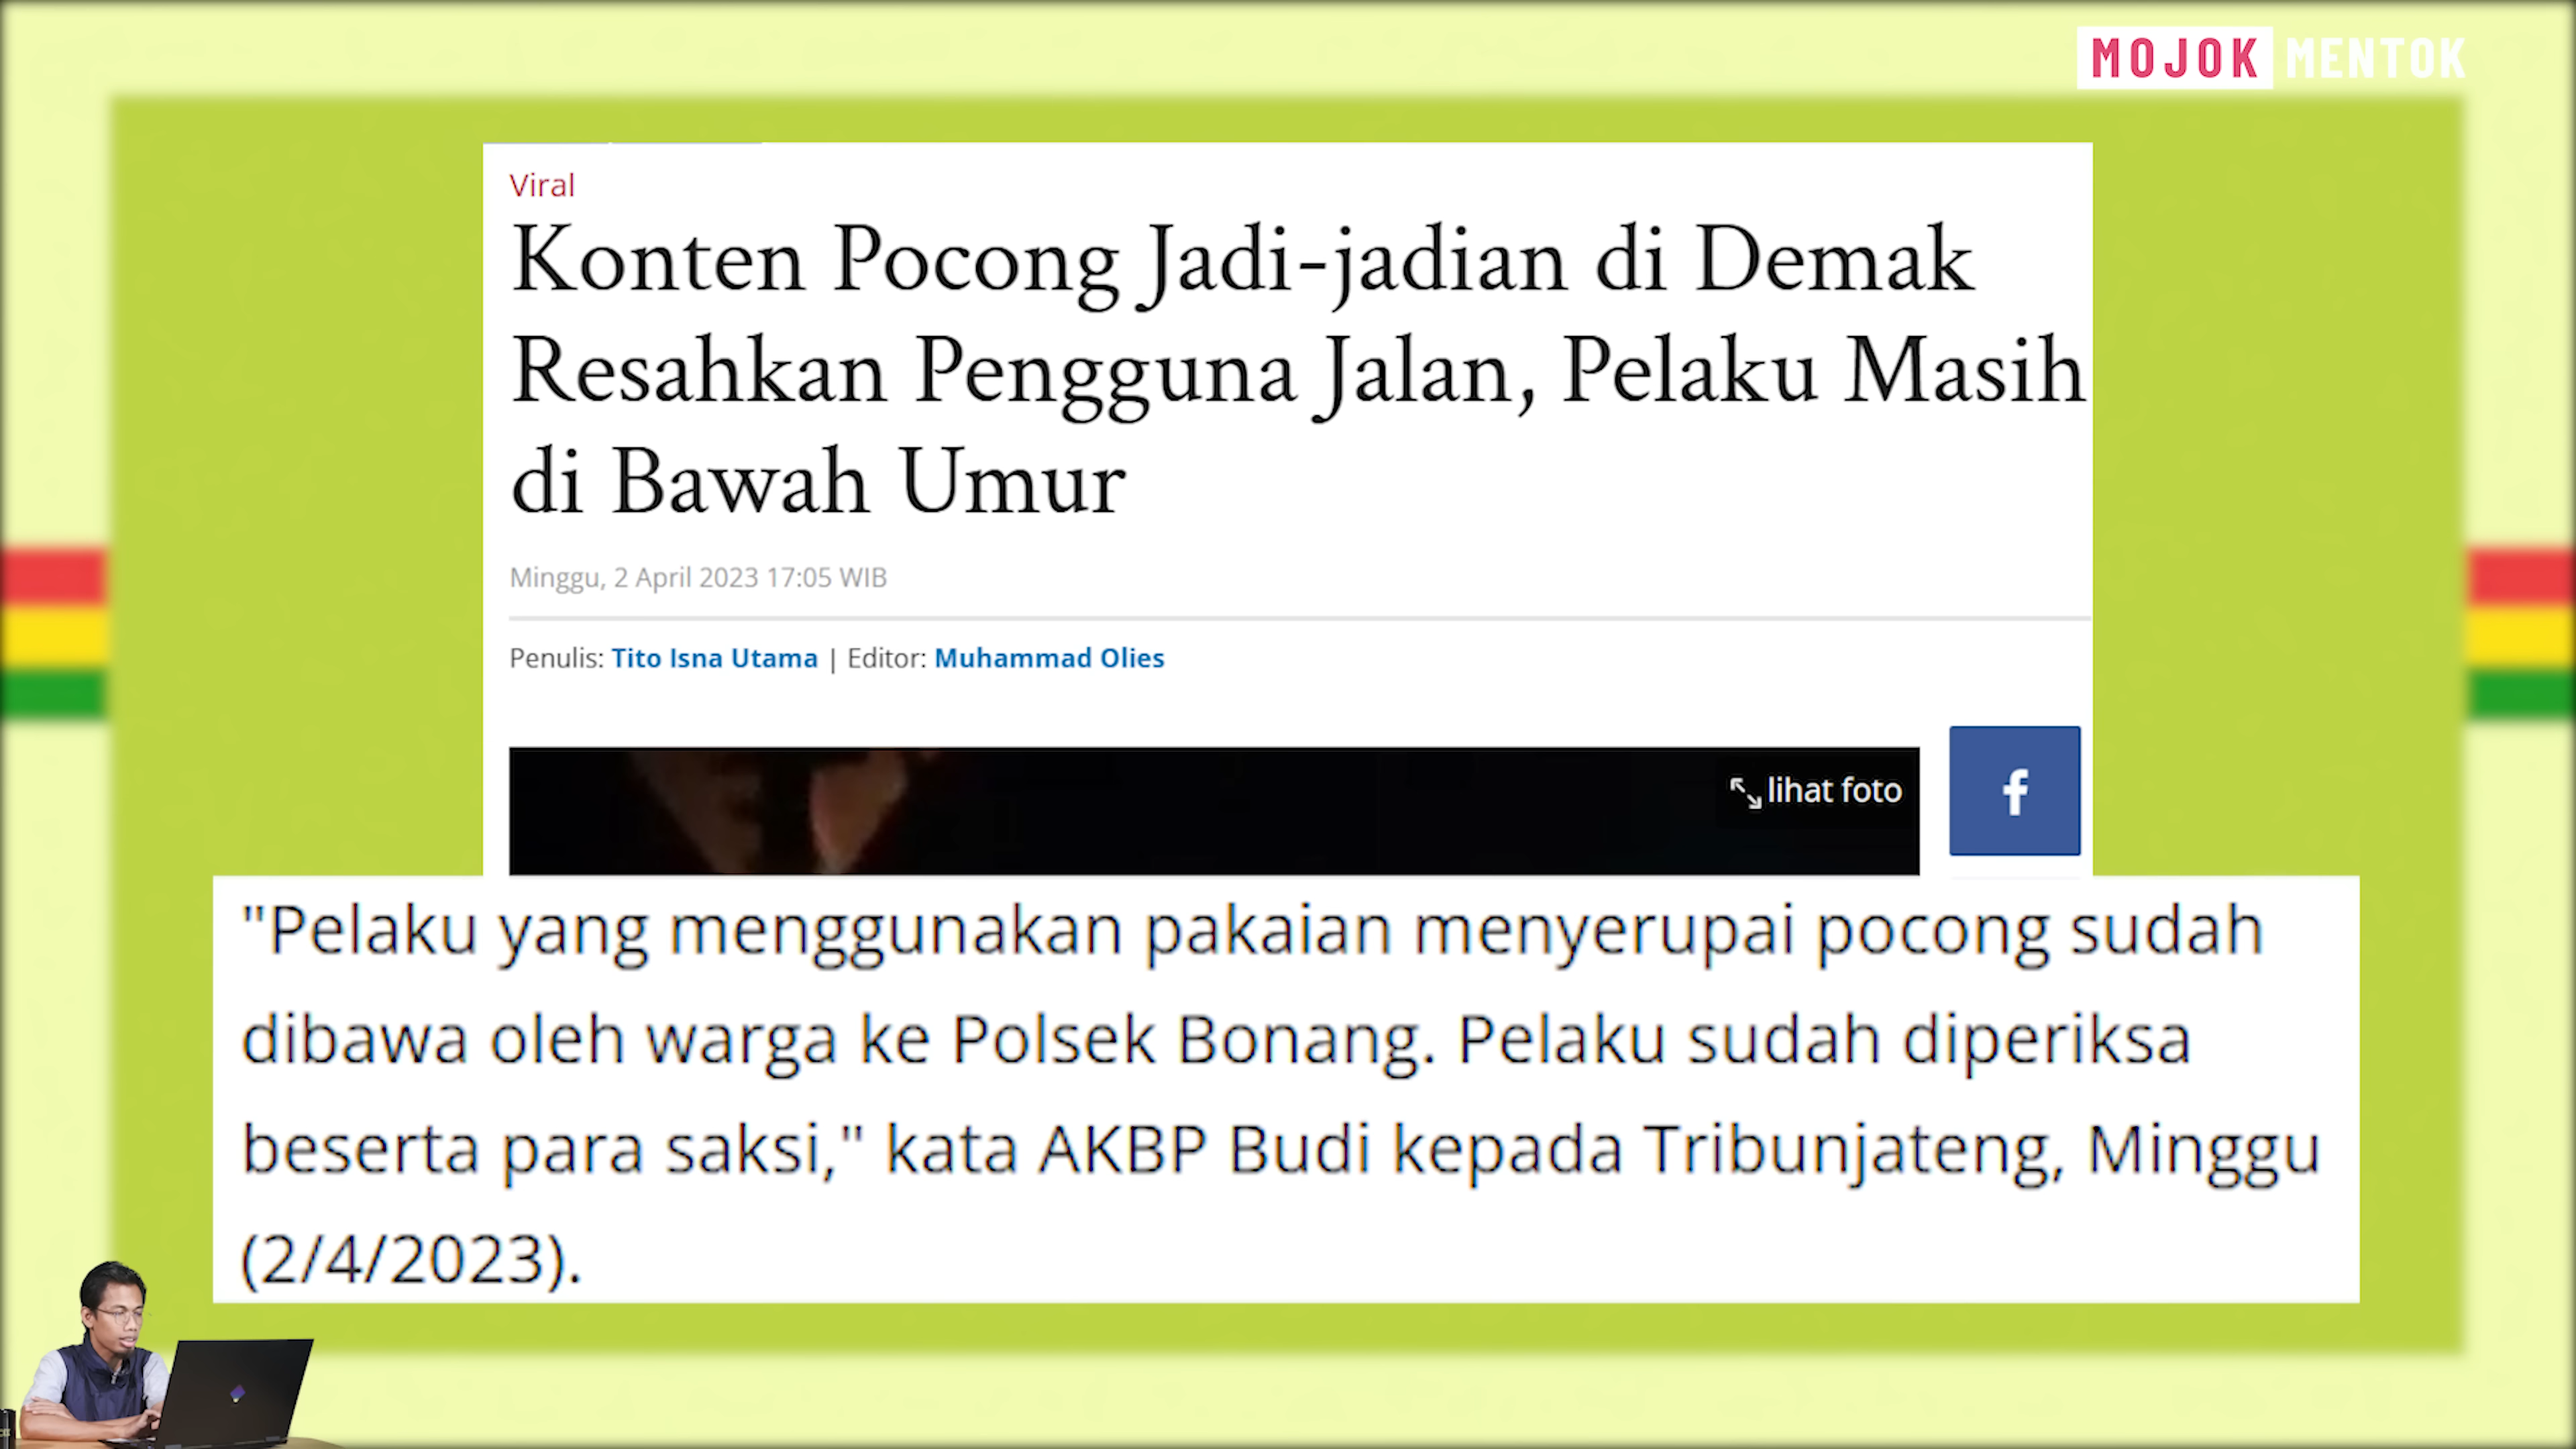 MOJOK MENTOK
Viral
Konten Pocong Jadi-jadian di Demak
Resahkan Pengguna Jalan, Pelaku Masih
di Bawah Umur
Minggu, 2 April 2023 17:05 WIB
Penulis: Tito Isna Utama | Editor: Muhammad Olies
lihat foto
f
"Pelaku yang menggunakan pakaian menyerupai pocong sudah
dibawa oleh warga ke Polsek Bonang. Pelaku sudah diperiksa
beserta para saksi," kata AKBP Budi kepada Tribunjateng, Minggu
(2/4/2023).